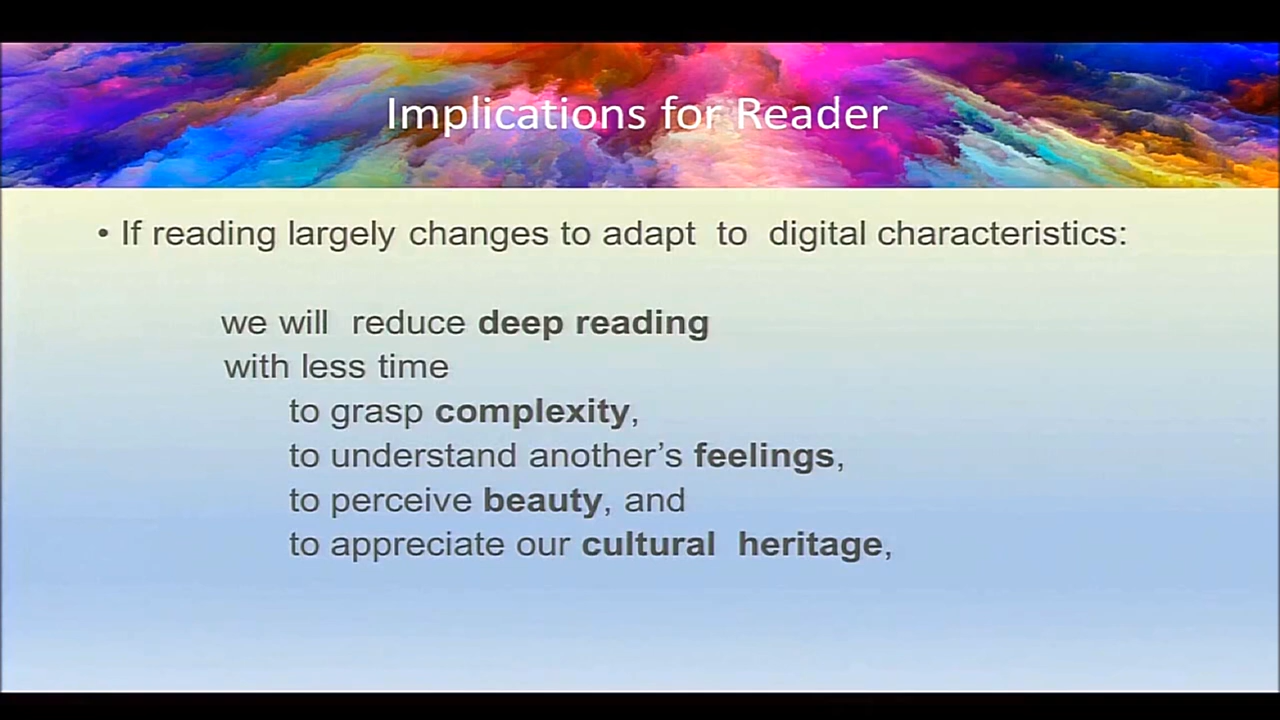 Implications for Reader
• If reading largely changes to adapt to digital characteristics:
we will reduce deep reading
with less time
to grasp complexity,
to understand another’s feelings,
to perceive beauty, and
to appreciate our cultural heritage,